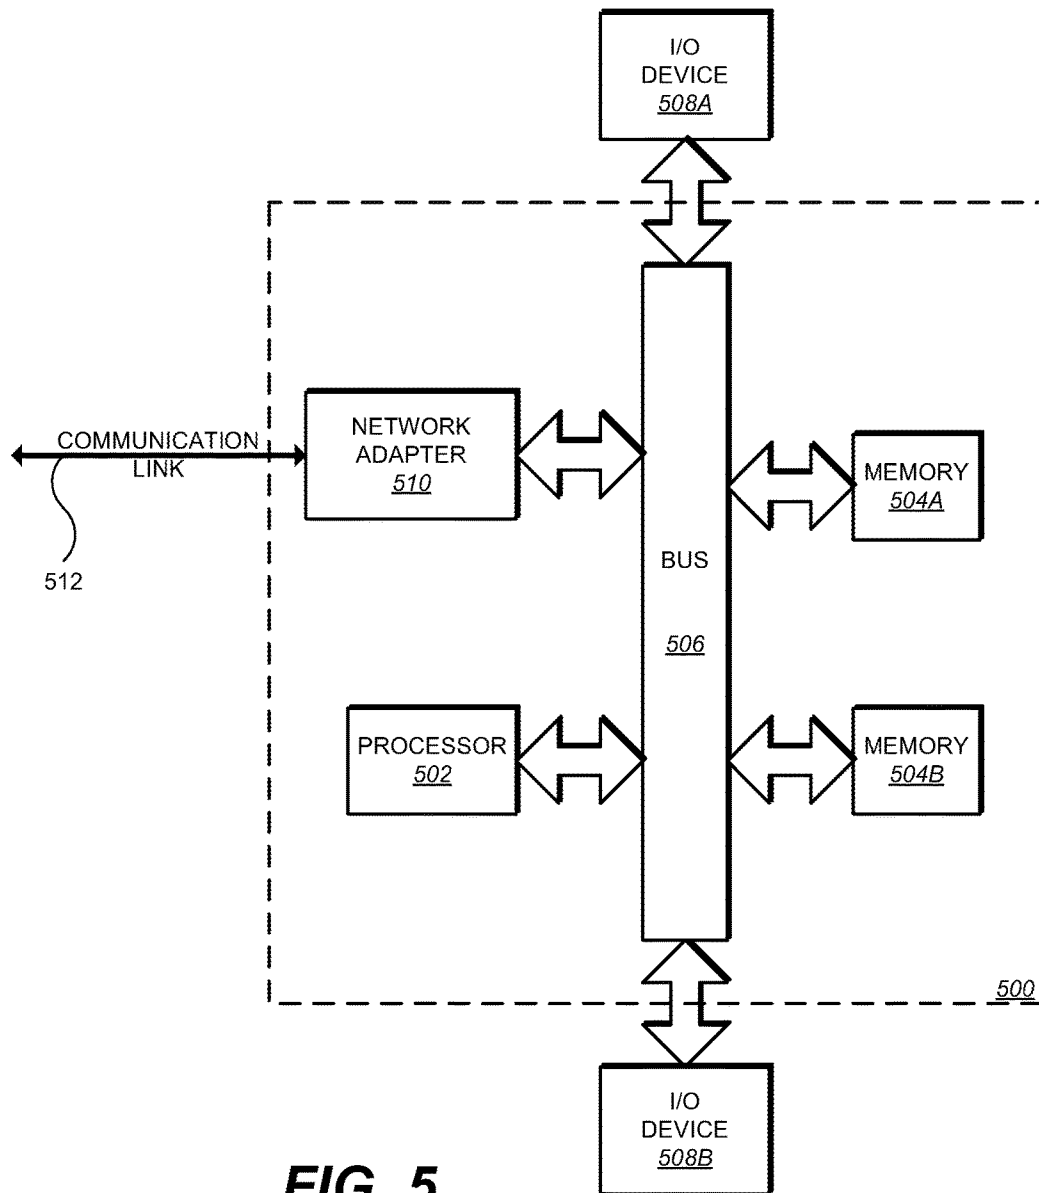 I/O
DEVICE
508A
NETWORK
ADAPTER
510
COMMUNICATION
LINK
512
MEMORY
504A
BUS
506
PROCESSOR
502
MEMORY
504B
500
I/O
DEVICE
508B
FIG. 5